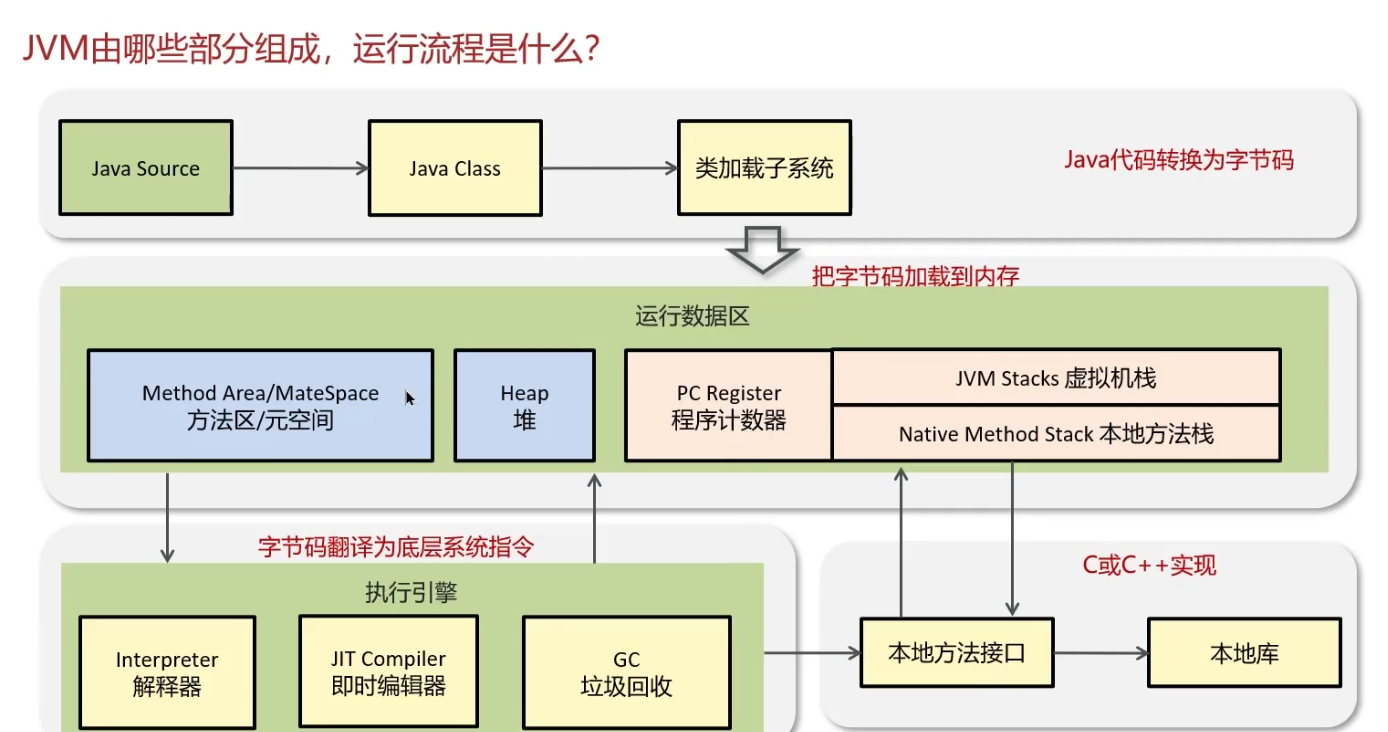 JVM由哪些部分组成，运行流程是什么？
Java Source
Java Class
类加载子系统
Java代码转换为字节码
把字节码加载到内存
运行数据区
Method Area/MateSpace
方法区/元空间
Heap
堆
PC Register
程序计数器
JVM Stacks 虚拟机栈
Native Method Stack 本地方法栈
字节码翻译为底层系统指令
执行引擎
Interpreter
解释器
JIT Compiler
即时编辑器
GC
垃圾回收
C或C++实现
本地方法接口
本地库